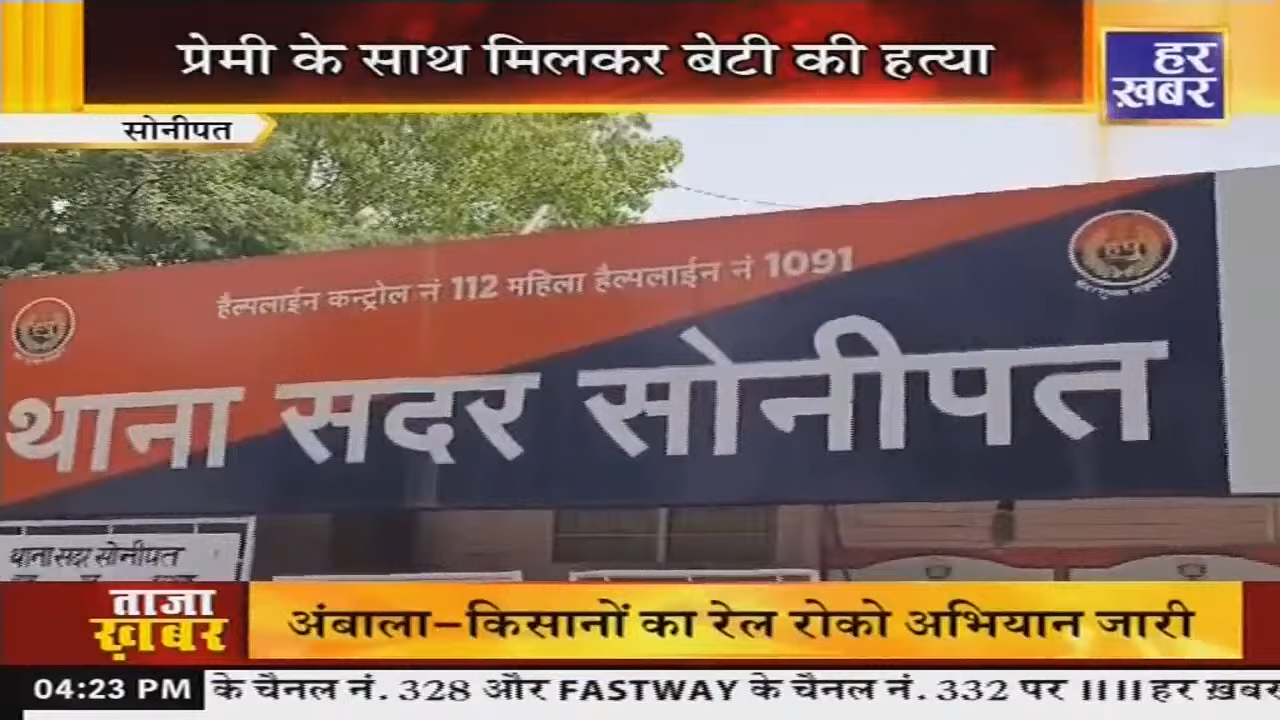 प्रेमी के साथ मिलकर बेटी की हत्या
हर
ख़बर
सोनीपत
हैल्पलाईन कन्ट्रोल नं 112 महिला हैल्पलाईन नं 1091
थाना सदर सोनीपत
थाना सदर सोनीपत
ताजा
ख़बर
अंबाला-किसानों का रेल रोको अभियान जारी
04:23 PM
के चैनल नं. 328 और FASTWAY के चैनल नं. 332 पर IIII हर ख़बर